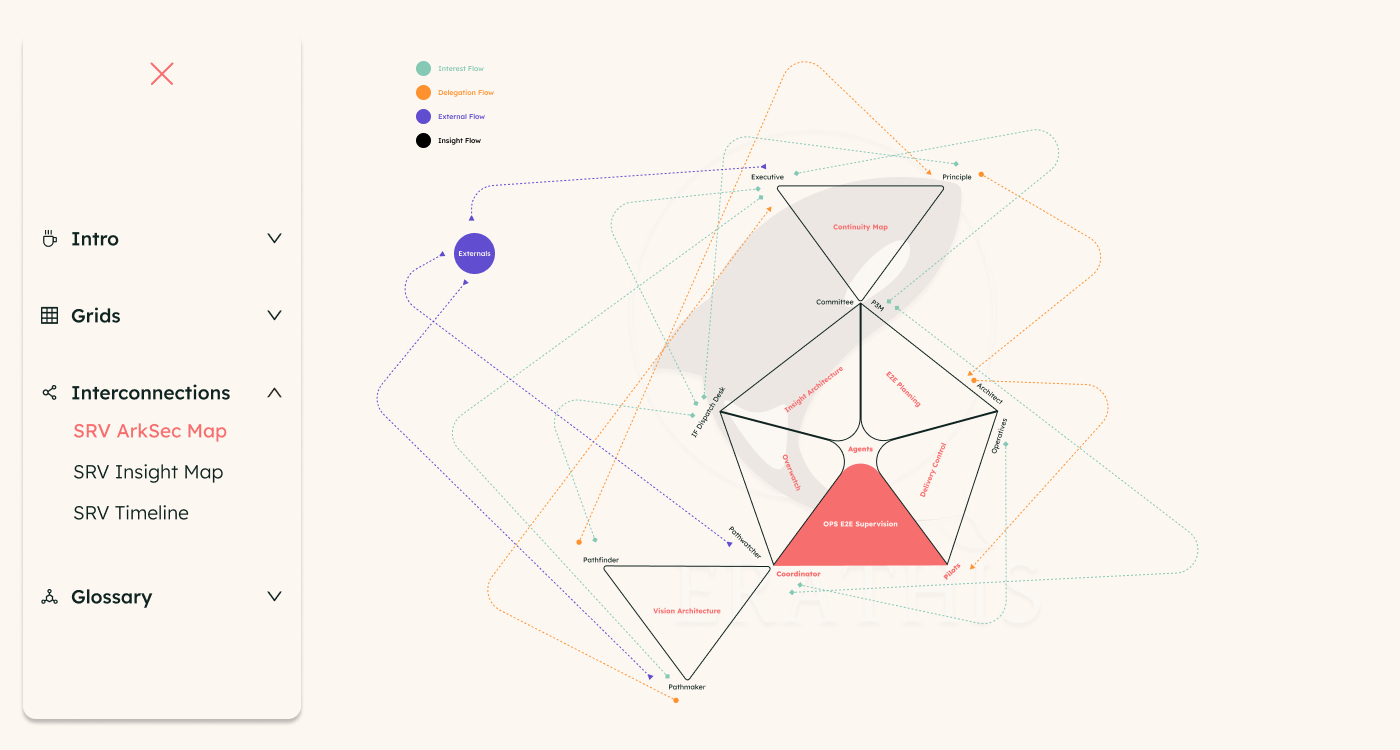 Intro
Grids
Interconnections
SRV ArkSec Map
SRV Insight Map
SRV Timeline
Glossary
Interest Flow
Delegation Flow
External Flow
Insight Flow
Executive
Principle
Continuity Map
Externals
Committee
P3M
Insight Architecture
E2E Planning
Architect
IF Dispatch Desk
Operatives
Agents
Overwatch
Delivery Control
OPS E2E Supervision
Pathwatcher
Pathfinder
Coordinator
Pilots
Vision Architecture
Pathmaker